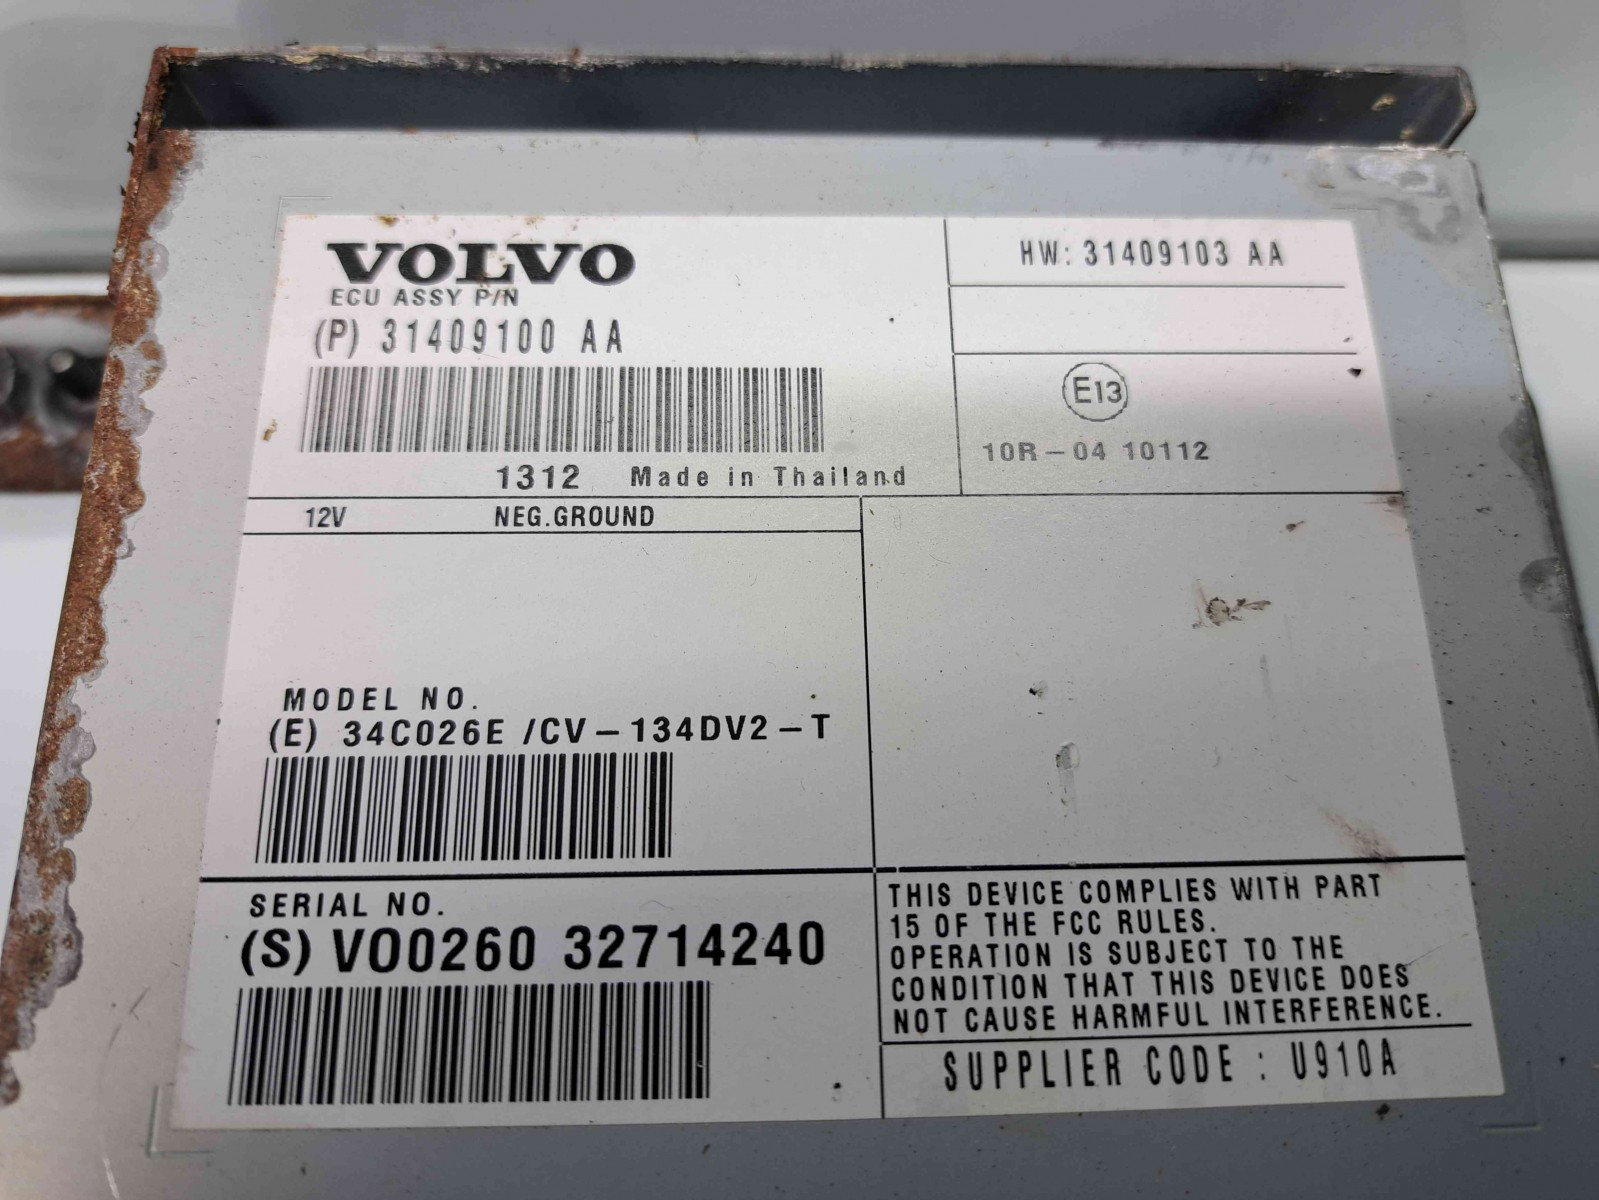 VOLVO
ECU ASSY P/N
(P) 31409100 AA
1312 Made in Thailand
HW: 31409103 AA
E13
10R-04 10112
12V NEG.GROUND
MODEL NO.
(E) 34C026E /CV-134DV2-T
SERIAL NO.
(S) VO0260 32714240
THIS DEVICE COMPLIES WITH PART
15 OF THE FCC RULES.
OPERATION IS SUBJECT TO THE
CONDITION THAT THIS DEVICE DOES
NOT CAUSE HARMFUL INTERFERENCE.
SUPPLIER CODE : U910A